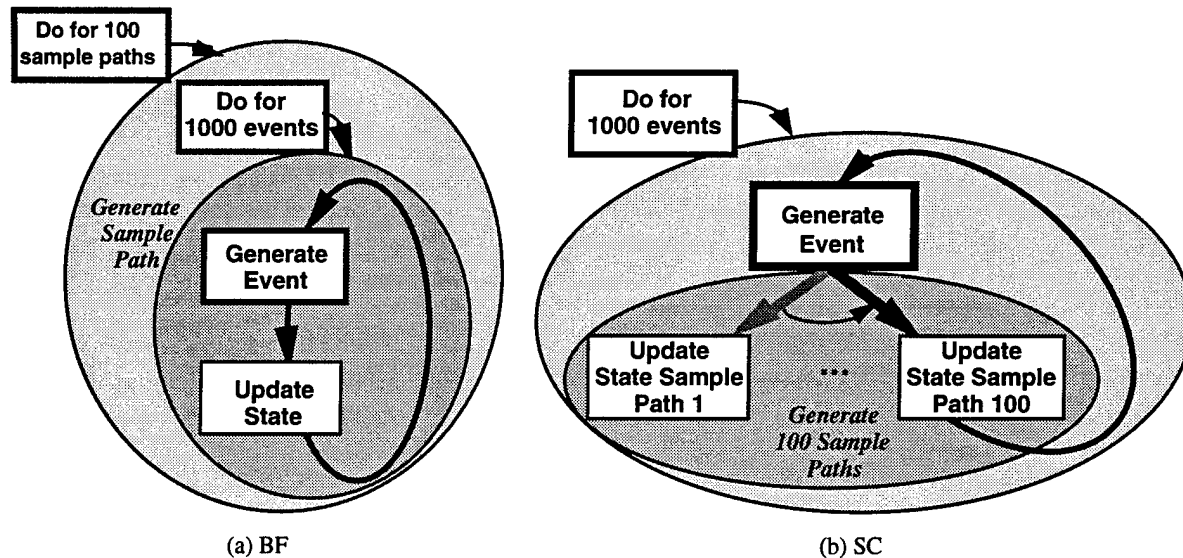 Do for 100
sample paths
Do for
1000 events
Generate
Sample
Path
Generate
Event
Update
State
(a) BF
Do for
1000 events
Generate
Event
Update
State Sample
Path 1
...
Update
State Sample
Path 100
Generate
100 Sample
Paths
(b) SC